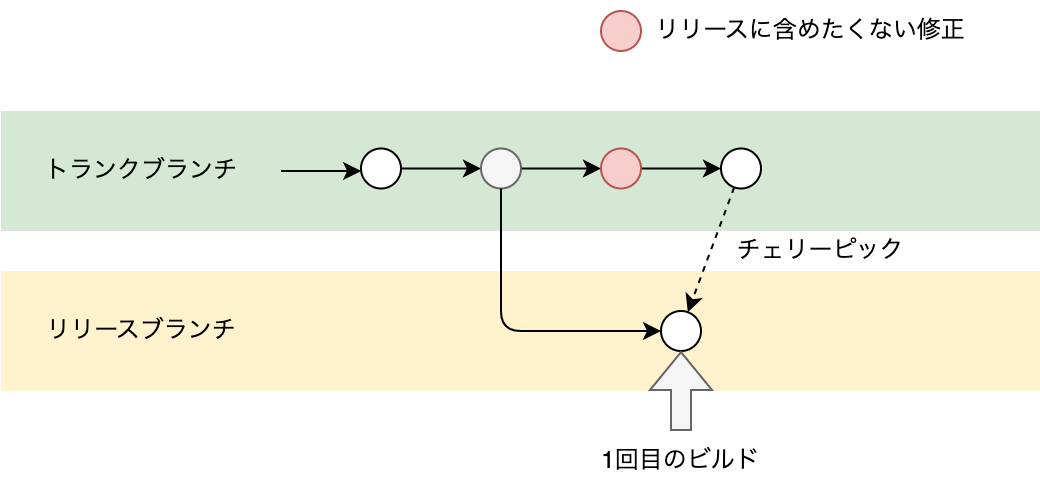 リリースに含めたくない修正
トランクブランチ
チェリーピック
リリースブランチ
1回目のビルド